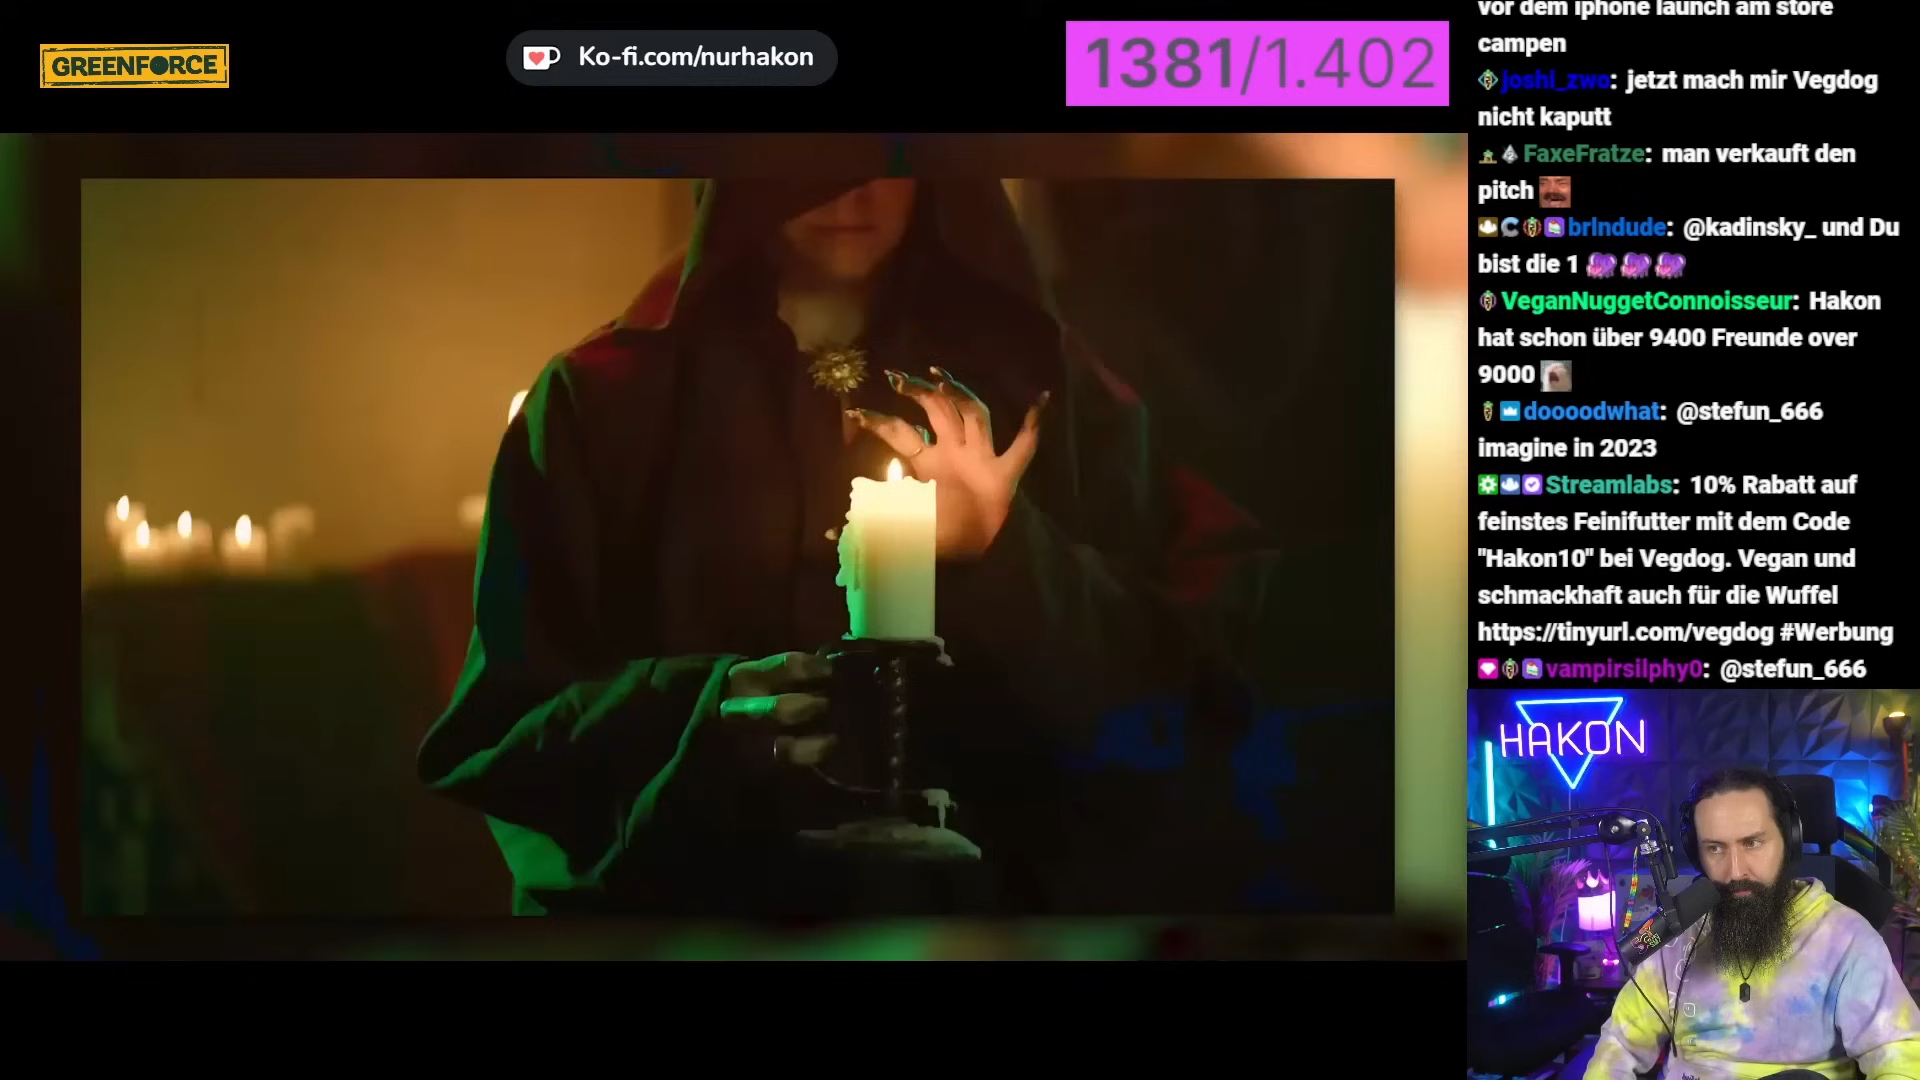 GREENFORCE
Ko-fi.com/nurhakon
1381/1.402
vor dem iphone launch am store
campen
joshi_zwo: jetzt mach mir Vegdog
nicht kaputt
FaxeFratze: man verkauft den
pitch
brlndude: @kadinsky_ und Du
bist die 1
VeganNuggetConnoisseur: Hakon
hat schon über 9400 Freunde over
9000
doooodwhat: @stefun_666
imagine in 2023
Streamlabs: 10% Rabatt auf
feinstes Feinifutter mit dem Code
"Hakon10" bei Vegdog. Vegan und
schmackhaft auch für die Wuffel
https://tinyurl.com/vegdog #Werbung
vampirsilphy0: @stefun_666
HAKON